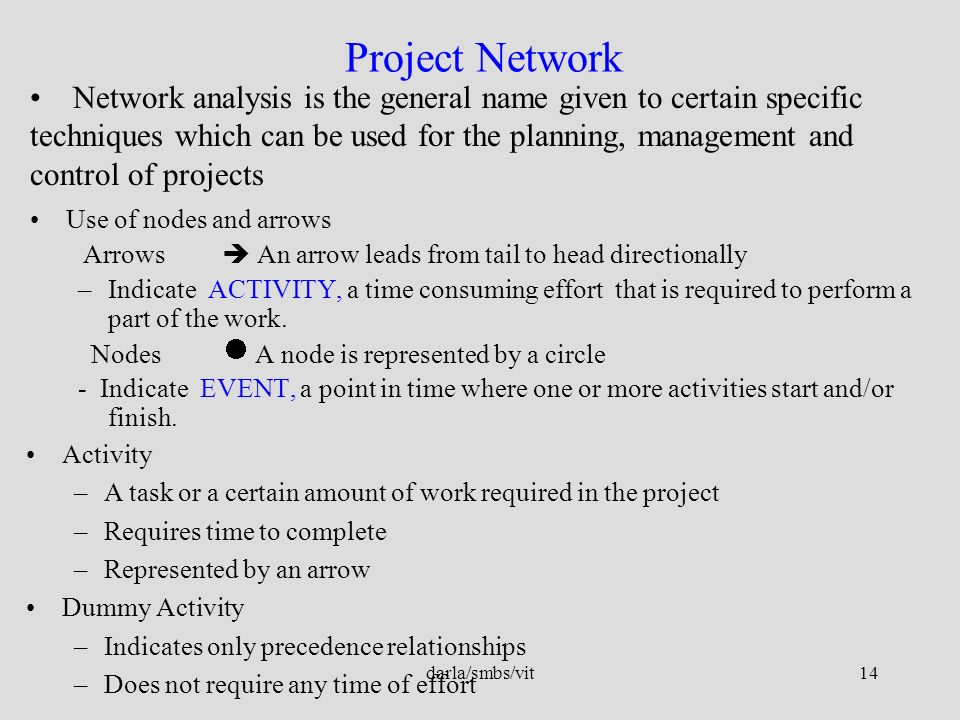 Project Network
• Network analysis is the general name given to certain specific
techniques which can be used for the planning, management and
control of projects
• Use of nodes and arrows
Arrows ➔ An arrow leads from tail to head directionally
– Indicate ACTIVITY, a time consuming effort that is required to perform a
part of the work.
Nodes ● A node is represented by a circle
- Indicate EVENT, a point in time where one or more activities start and/or
finish.
• Activity
– A task or a certain amount of work required in the project
– Requires time to complete
– Represented by an arrow
• Dummy Activity
– Indicates only precedence relationships
– Does not require any time of effort
darla/smbs/vit
14